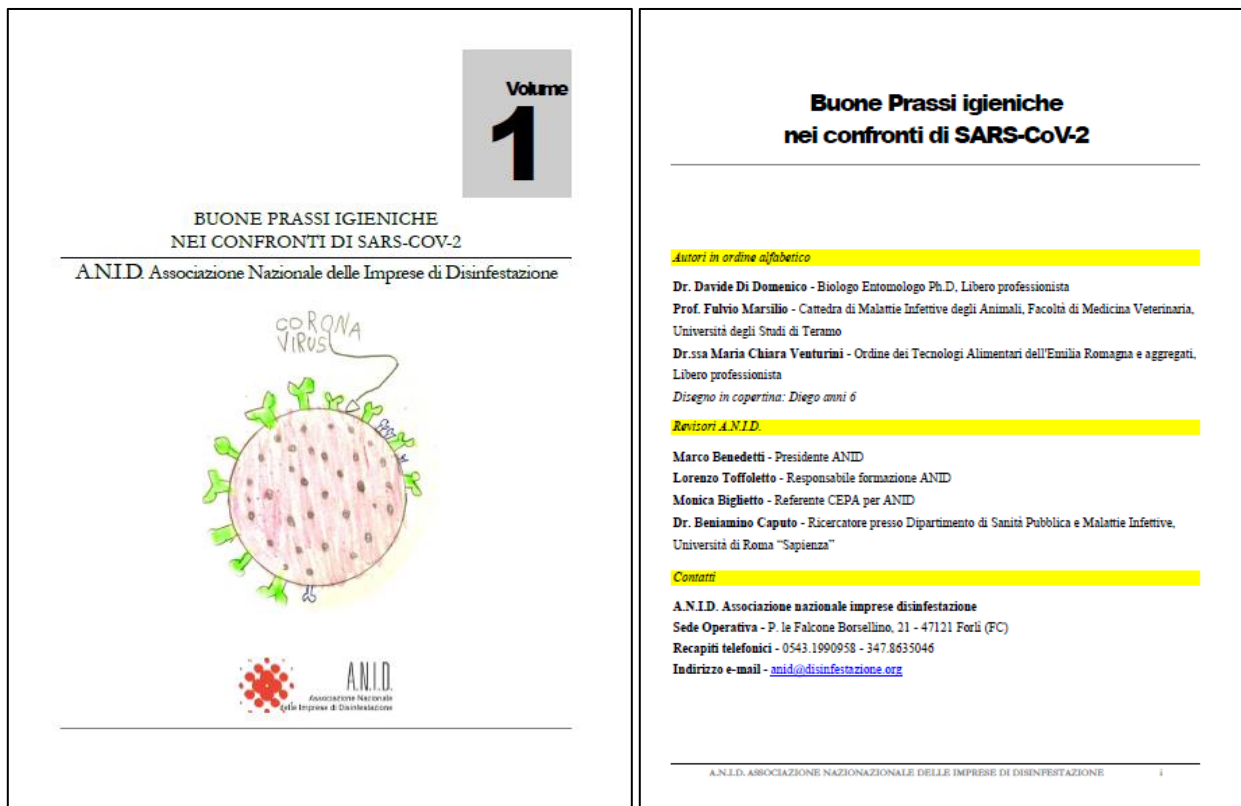 Volume
1
BUONE PRASSI IGIENICHE
NEI CONFRONTI DI SARS-COV-2
A.N.I.D. Associazione Nazionale delle Imprese di Disinfestazione
CORONA
VIRUS
A.N.I.D.
Associazione Nazionale
delle Imprese di Disinfestazione
Buone Prassi igieniche
nei confronti di SARS-CoV-2
Autori in ordine alfabetico
Dr. Davide Di Domenico - Biologo Entomologo Ph.D, Libero professionista
Prof. Fulvio Marsilio - Cattedra di Malattie Infettive degli Animali, Facoltà di Medicina Veterinaria,
Università degli Studi di Teramo
Dr.ssa Maria Chiara Venturini - Ordine dei Tecnologi Alimentari dell'Emilia Romagna e aggregati,
Libero professionista
Disegno in copertina: Diego anni 6
Revisori A.N.I.D.
Marco Benedetti - Presidente ANID
Lorenzo Toffoletto - Responsabile formazione ANID
Monica Biglietto - Referente CEPA per ANID
Dr. Beniamino Caputo - Ricercatore presso Dipartimento di Sanità Pubblica e Malattie Infettive,
Università di Roma “Sapienza”
Contatti
A.N.I.D. Associazione nazionale imprese disinfestazione
Sede Operativa - P. le Falcone Borsellino, 21 - 47121 Forlì (FC)
Recapiti telefonici - 0543.1990958 - 347.8635046
Indirizzo e-mail - anid@disinfestazione.org
A.N.I.D. ASSOCIAZIONE NAZIONAZIONALE DELLE IMPRESE DI DISINFESTAZIONE i